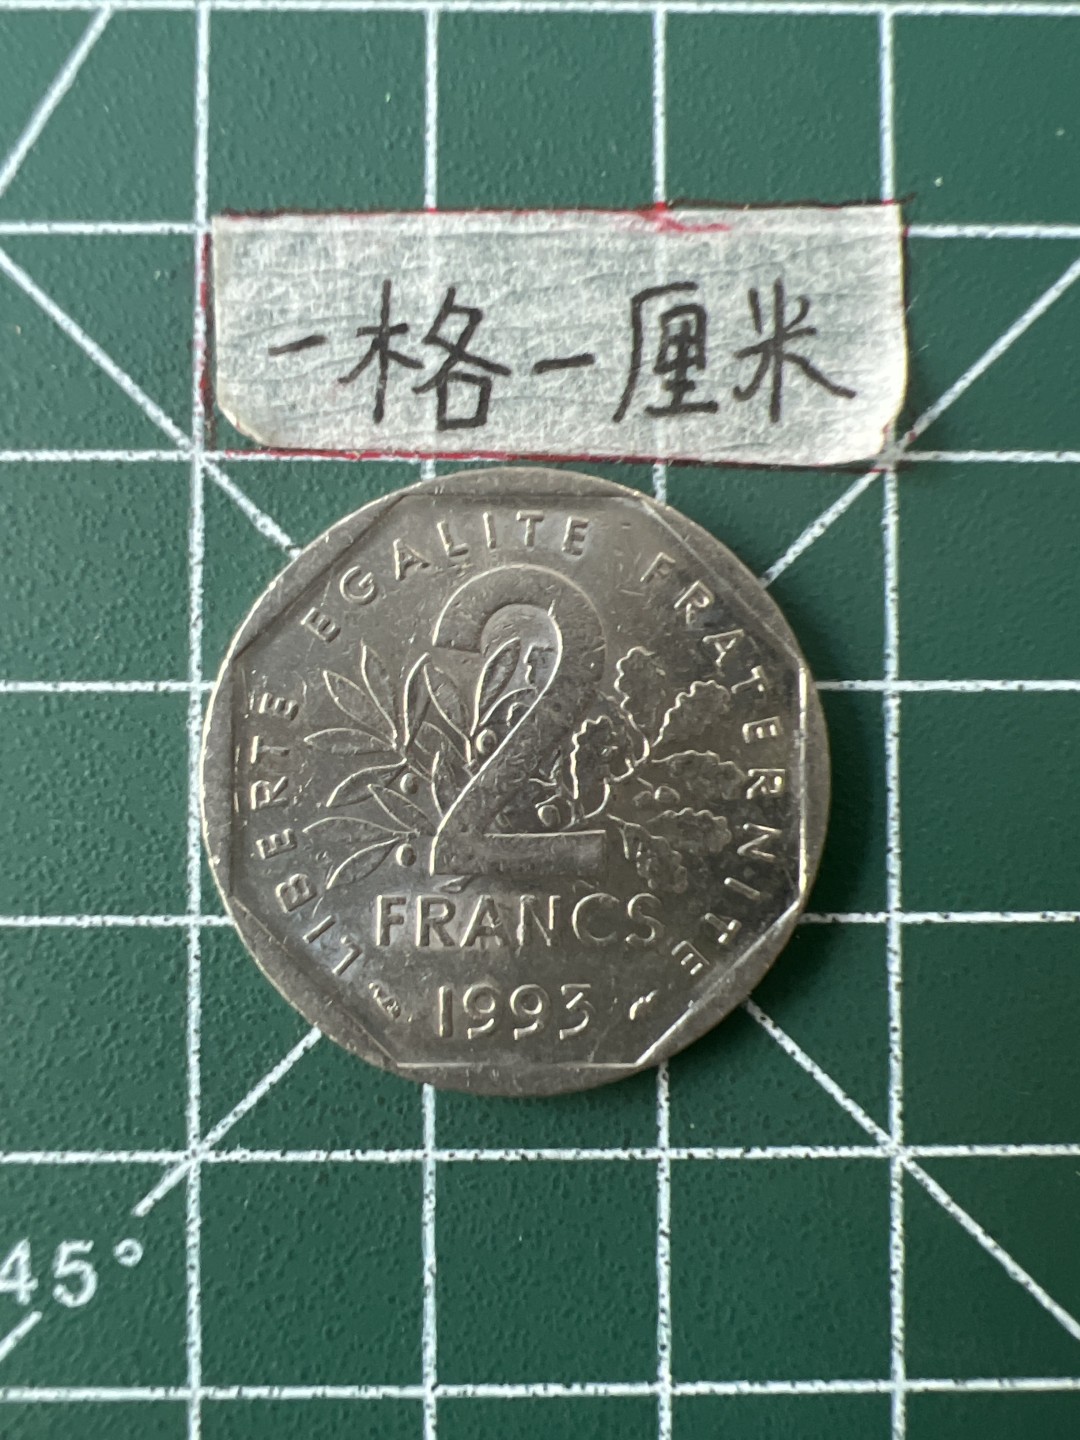 一格一厘米
LIBERTE EGALITE FRATERNITE
2
FRANCS
1993
45°